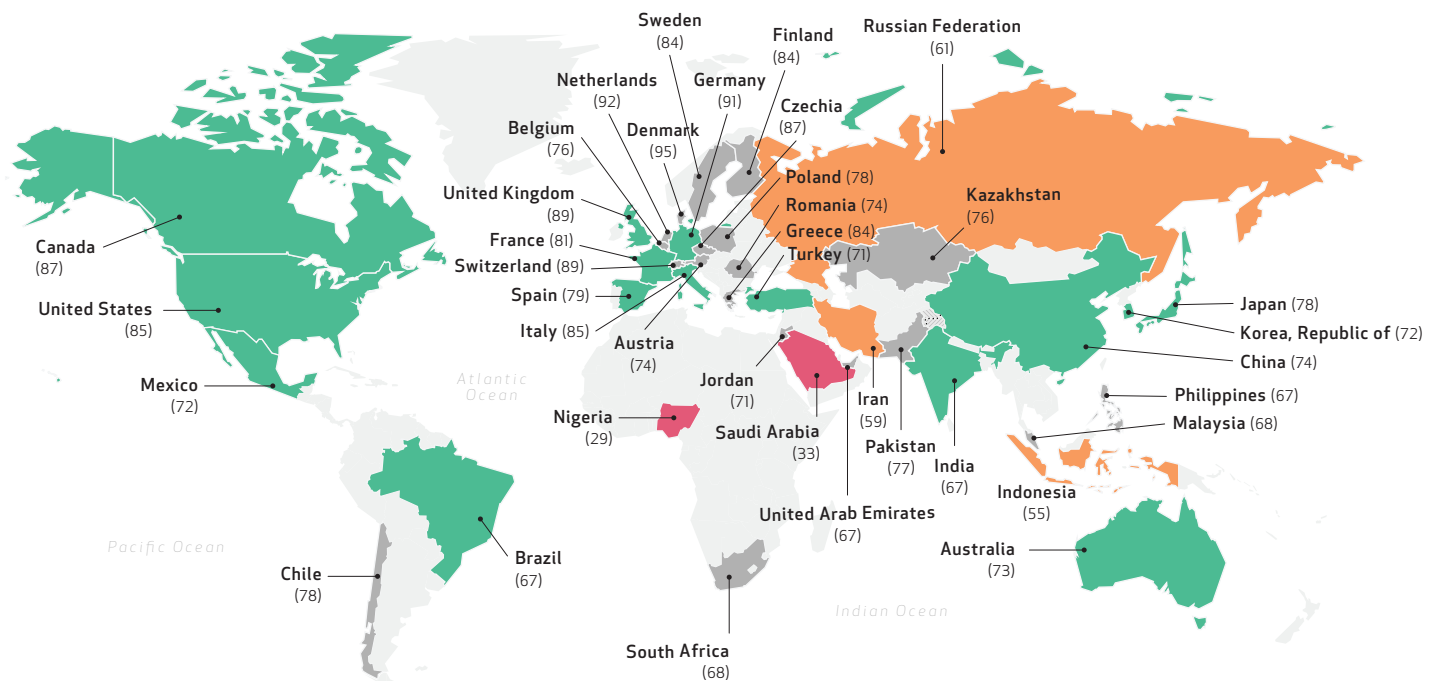 Sweden
(84)
Russian Federation
(61)
Finland
(84)
Netherlands
(92)
Germany
(91)
Czechia
(87)
Belgium
(76)
Denmark
(95)
Poland (78)
Kazakhstan
(76)
United Kingdom
(89)
Romania (74)
Greece (84)
France (81)
Turkey (71)
Canada
(87)
Switzerland (89)
Spain (79)
United States
(85)
Japan (78)
Italy (85)
Korea, Republic of (72)
Austria
(74)
China (74)
Mexico
(72)
Atlantic
Ocean
Jordan
(71)
Philippines (67)
Iran
(59)
Nigeria
(29)
Malaysia (68)
Saudi Arabia
(33)
Pakistan
(77)
India
(67)
Indonesia
(55)
United Arab Emirates
(67)
Pacific Ocean
Brazil
(67)
Australia
(73)
Chile
(78)
Indian Ocean
South Africa
(68)